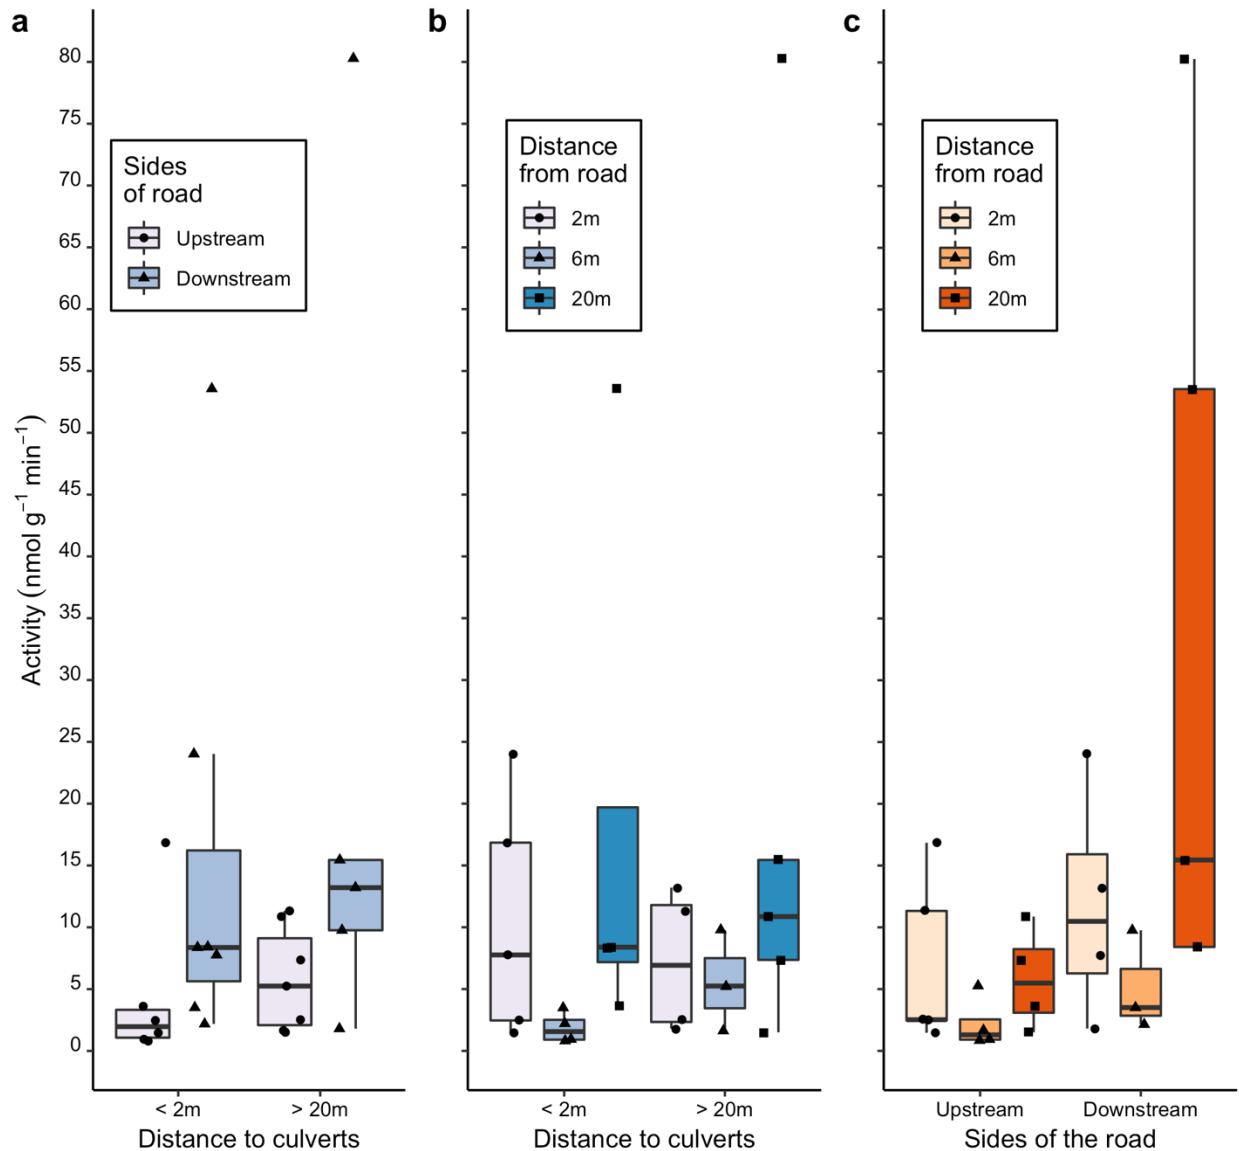 a
b
c
80
75
70
65
60
55
50
45
40
35
30
25
20
15
10
5
0
Activity (nmol g⁻¹ min⁻¹)
Sides
of road
Upstream
Downstream
< 2m
> 20m
Distance to culverts
Distance
from road
2m
6m
20m
< 2m
> 20m
Distance to culverts
Distance
from road
2m
6m
20m
Upstream
Downstream
Sides of the road